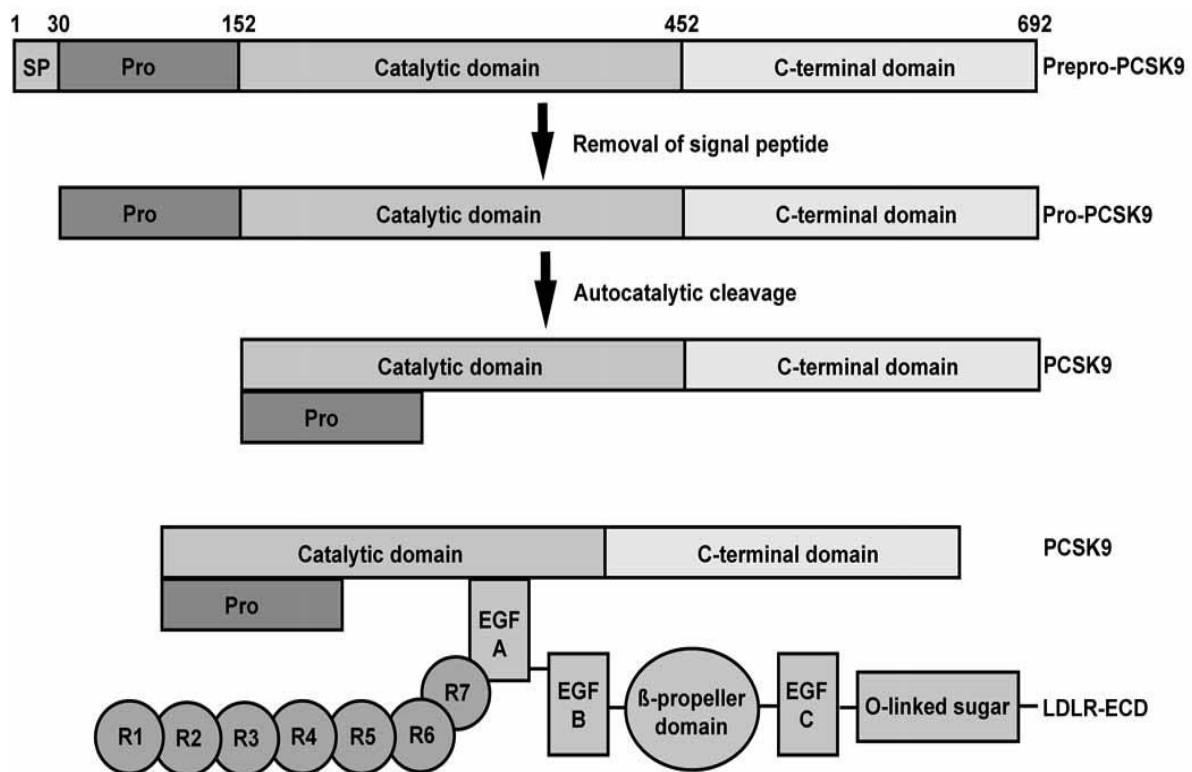 1 30 152 452 692
SP Pro Catalytic domain C-terminal domain Prepro-PCSK9
Removal of signal peptide
Pro Catalytic domain C-terminal domain Pro-PCSK9
Autocatalytic cleavage
Catalytic domain C-terminal domain PCSK9
Pro
Catalytic domain C-terminal domain PCSK9
Pro
EGF
A
R1 R2 R3 R4 R5 R6 R7
EGF
B
ß-propeller
domain
EGF
C
O-linked sugar
LDLR-ECD